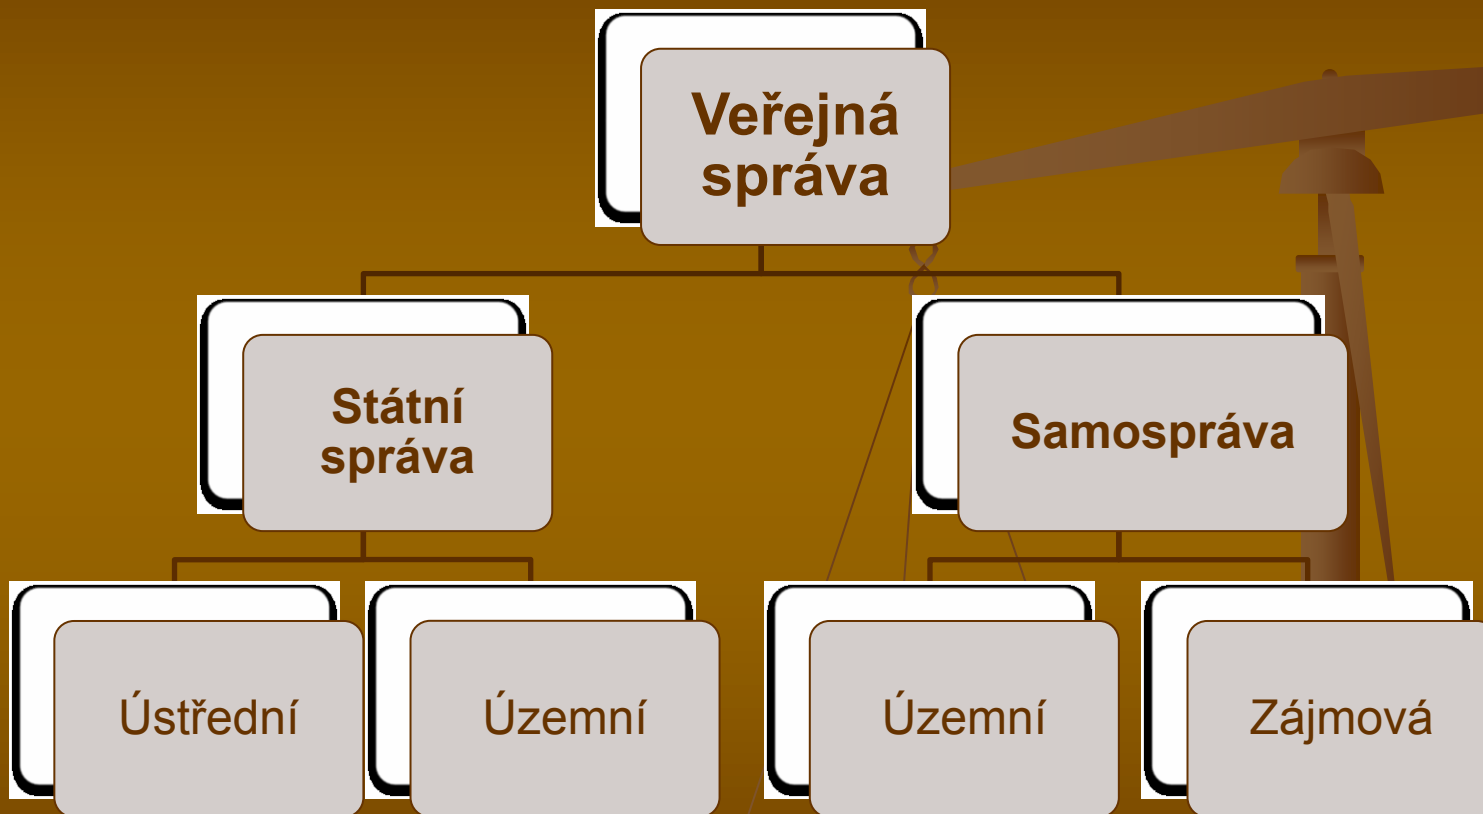 Veřejná
správa
Státní
správa
Samospráva
Ústřední
Územní
Územní
Zájmová